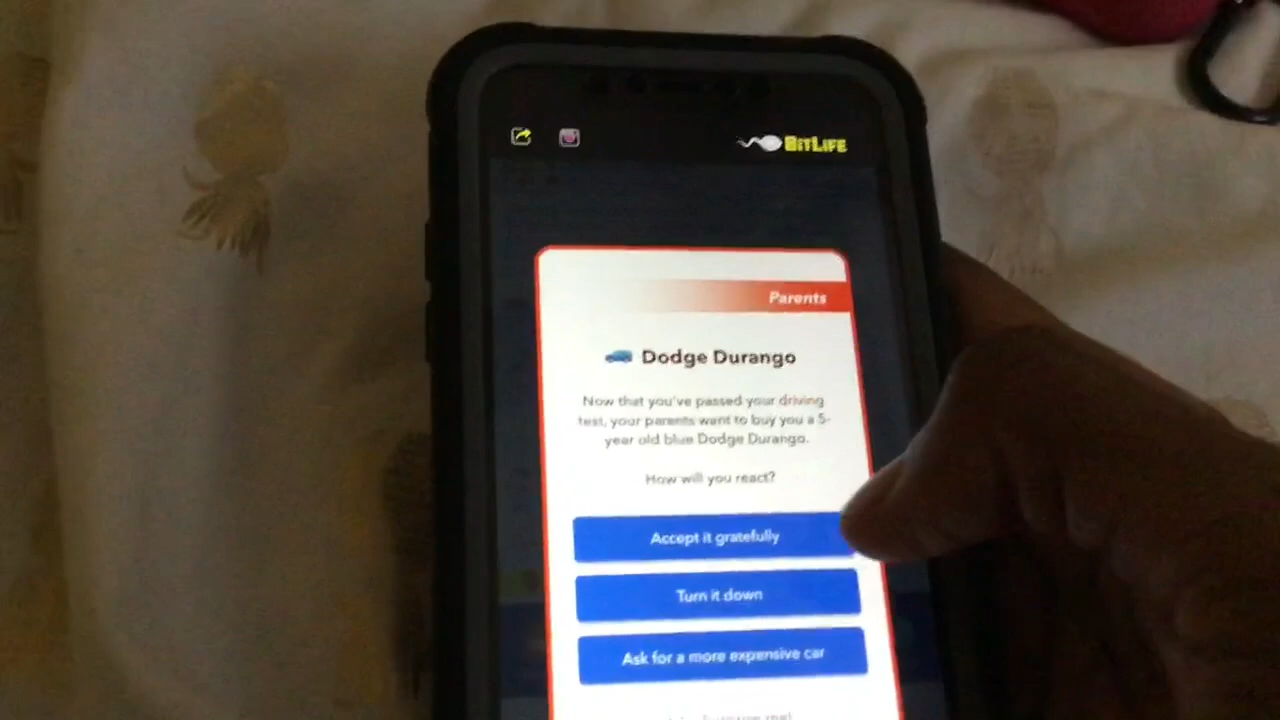 BITLIFE
Parents
Dodge Durango
Now that you've passed your driving
test, your parents want to buy you a 5-
year old blue Dodge Durango.
How will you react?
Accept it gratefully
Turn it down
Ask for a more expensive car